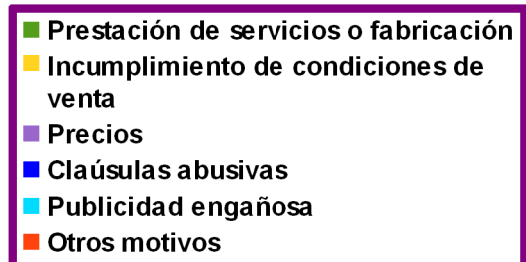 Prestación de servicios o fabricación
Incumplimiento de condiciones de
venta
Precios
Claúsulas abusivas
Publicidad engañosa
Otros motivos